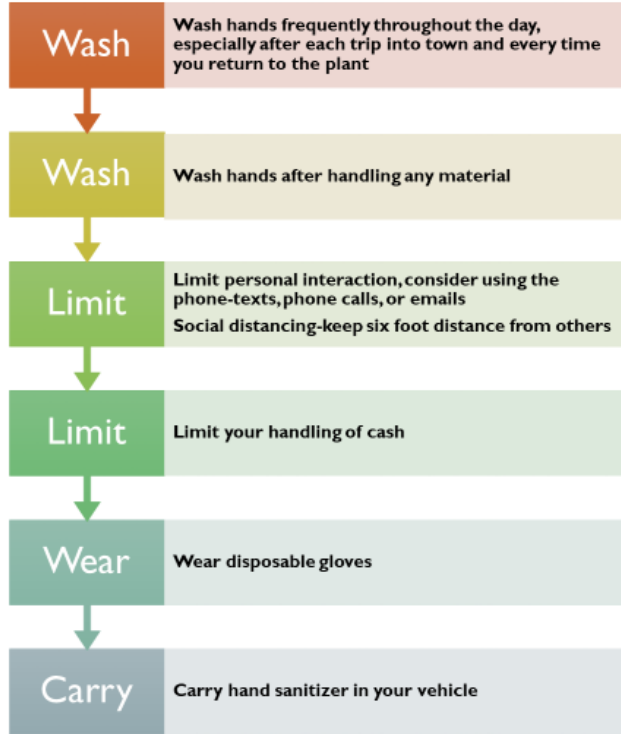 Wash
Wash hands frequently throughout the day,
especially after each trip into town and every time
you return to the plant
Wash
Wash hands after handling any material
Limit
Limit personal interaction, consider using the
phone-texts, phone calls, or emails
Social distancing-keep six foot distance from others
Limit
Limit your handling of cash
Wear
Wear disposable gloves
Carry
Carry hand sanitizer in your vehicle